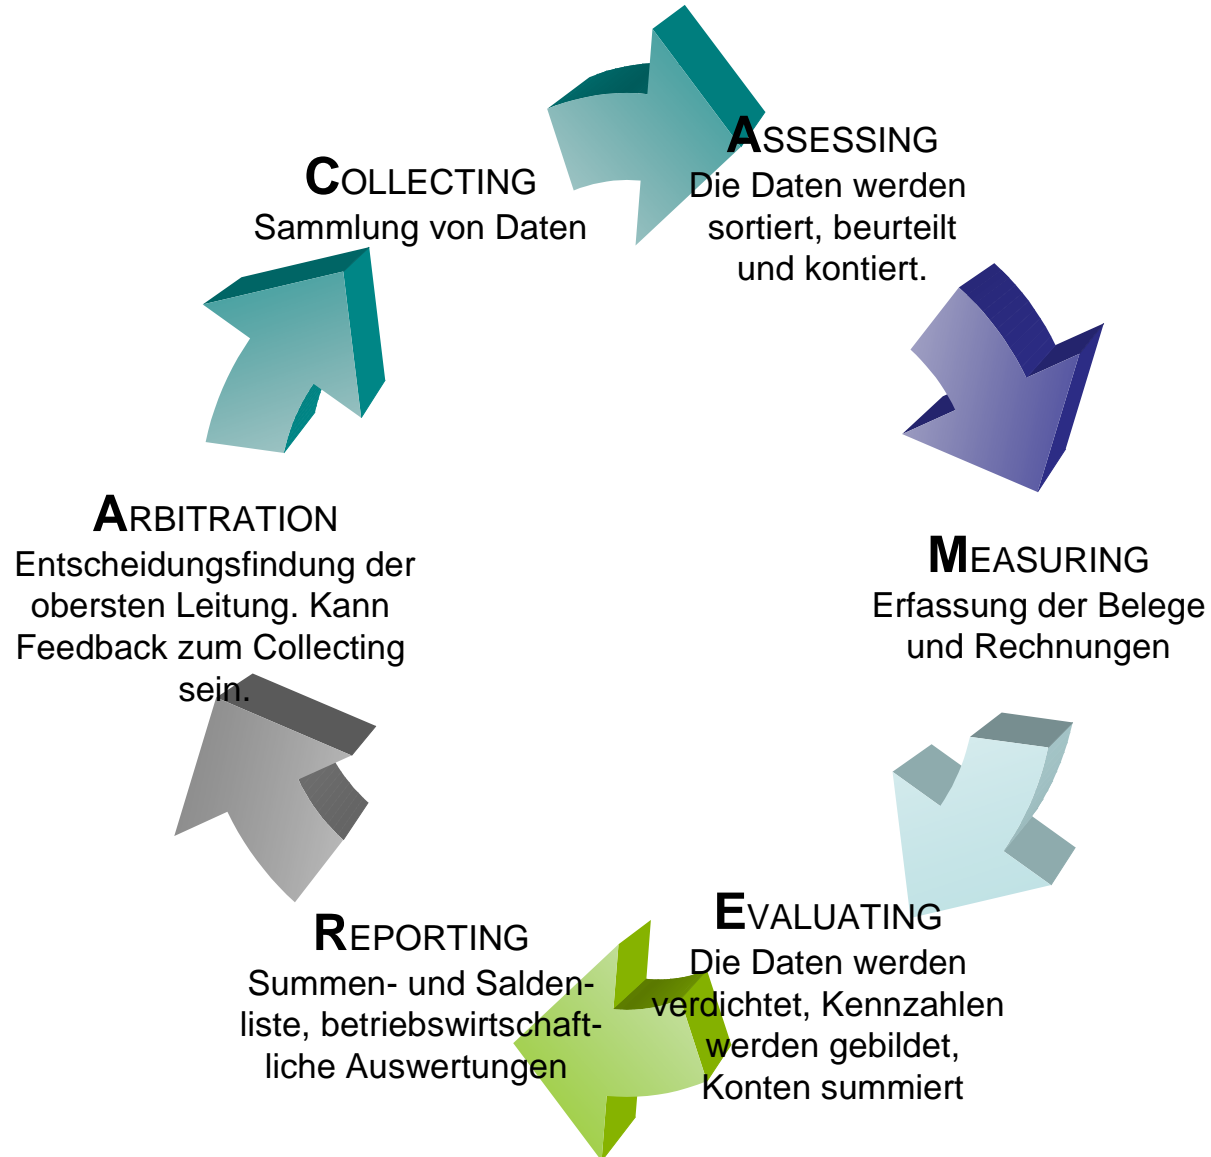 COLLECTING
Sammlung von Daten
ASSESSING
Die Daten werden
sortiert, beurteilt
und kontiert.
MEASURING
Erfassung der Belege
und Rechnungen
EVALUATING
Die Daten werden
verdichtet, Kennzahlen
werden gebildet,
Konten summiert
REPORTING
Summen- und Salden-
liste, betriebswirtschaft-
liche Auswertungen
ARBITRATION
Entscheidungsfindung der
obersten Leitung. Kann
Feedback zum Collecting
sein.